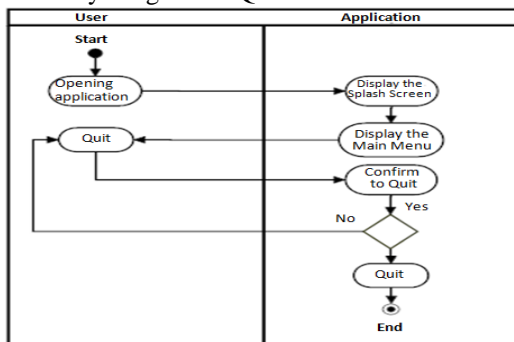 User
Application
Start
Opening
application
Display the
Splash Screen
Quit
Display the
Main Menu
Confirm
to Quit
Yes
No
Quit
End